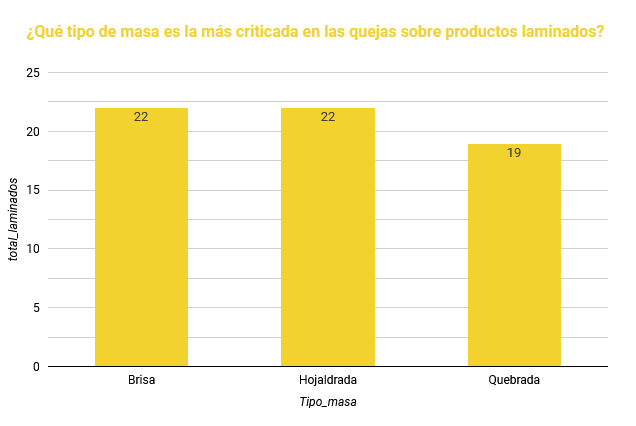 ¿Qué tipo de masa es la más criticada en las quejas sobre productos laminados?
25
20
15
10
5
0
total_laminados
22
22
19
Brisa
Hojaldrada
Quebrada
Tipo_masa